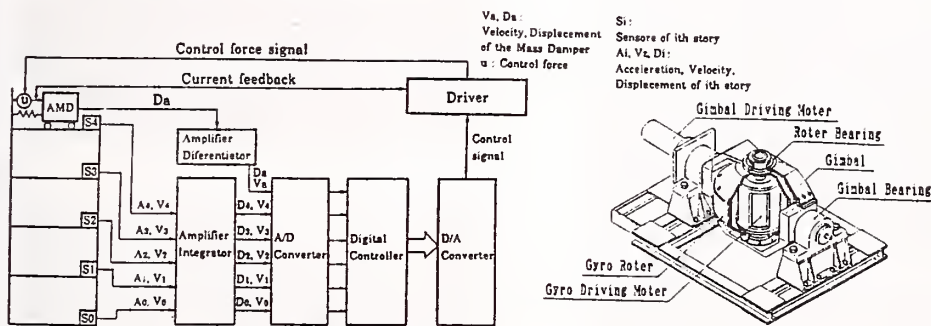 Va, Da :
Velocity, Displacement
of the Mass Damper
u : Control force
Si:
Sensore of ith story
Ai, Vz, Di:
Acceleretion, Velocity,
Displacement of ith story
Control force signal
Current feedback
U
AMD
Da
Driver
S4
Amplifier
Diferentietor
Da
Va
Control
signal
S3
A4, V4
D4, V4
S2
A3, V3
Amplifier
Integrator
D3, V3
A/D
Converter
Digital
Controller
D/A
Converter
A2, V2
D2, V2
S1
A1, V1
D1, V1
S0
A0, V0
D0, V0
Gimbal Driving Moter
Roter Bearing
Gimbal
Gimbal Bearing
Gyro Roter
Gyro Driving Moter